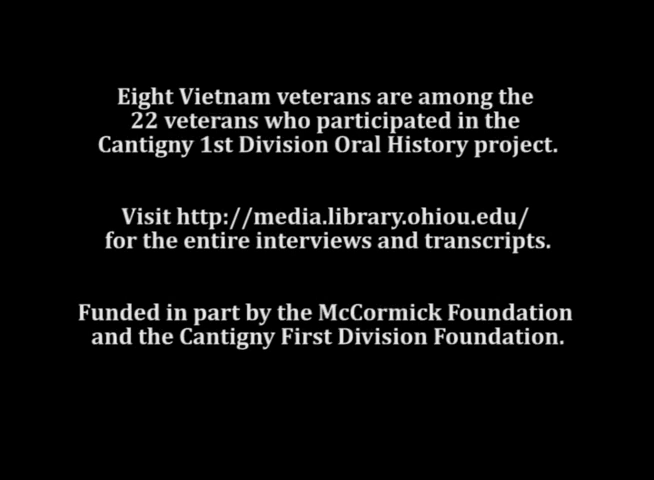 Eight Vietnam veterans are among the
22 veterans who participated in the
Cantigny 1st Division Oral History project.
Visit http://media.library.ohiou.edu/
for the entire interviews and transcripts.
Funded in part by the McCormick Foundation
and the Cantigny First Division Foundation.